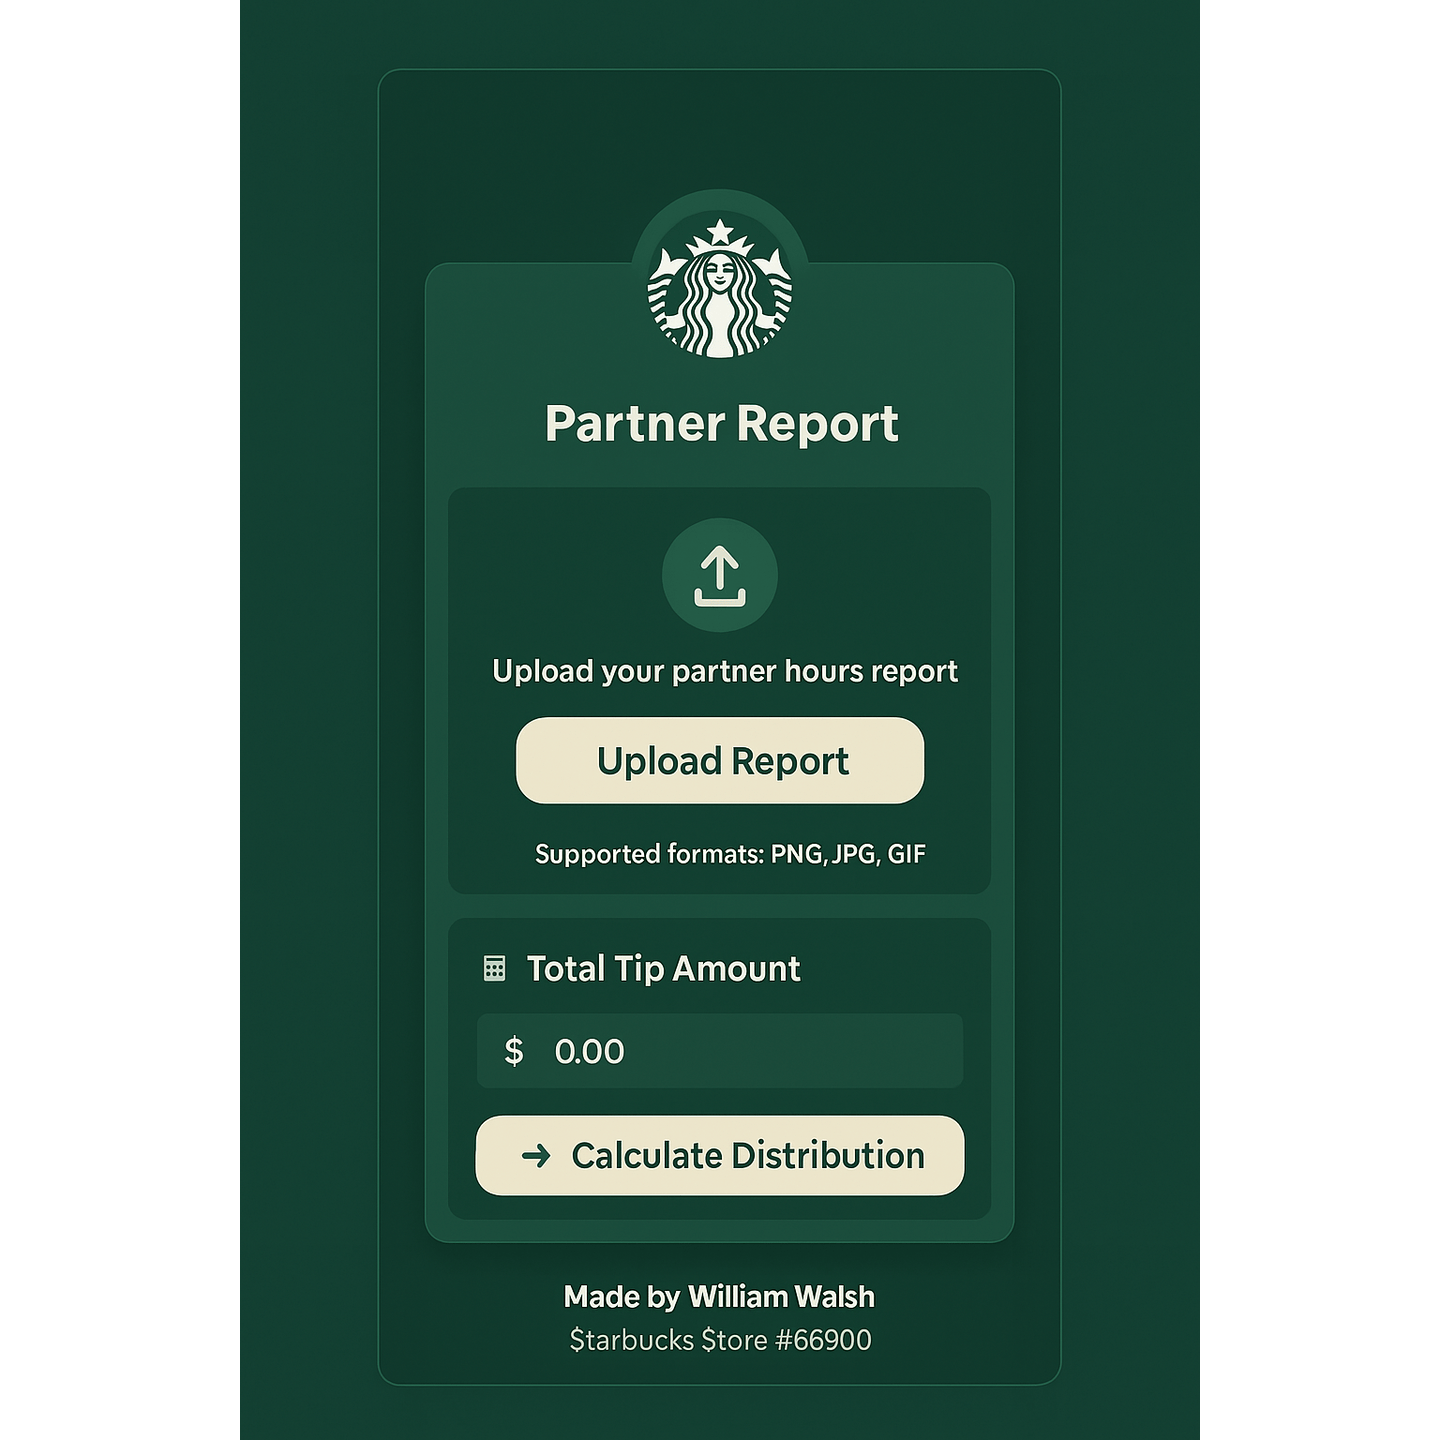 Partner Report
Upload your partner hours report
Upload Report
Supported formats: PNG, JPG, GIF
Total Tip Amount
$ 0.00
→ Calculate Distribution
Made by William Walsh
$tarbucks $tore #66900